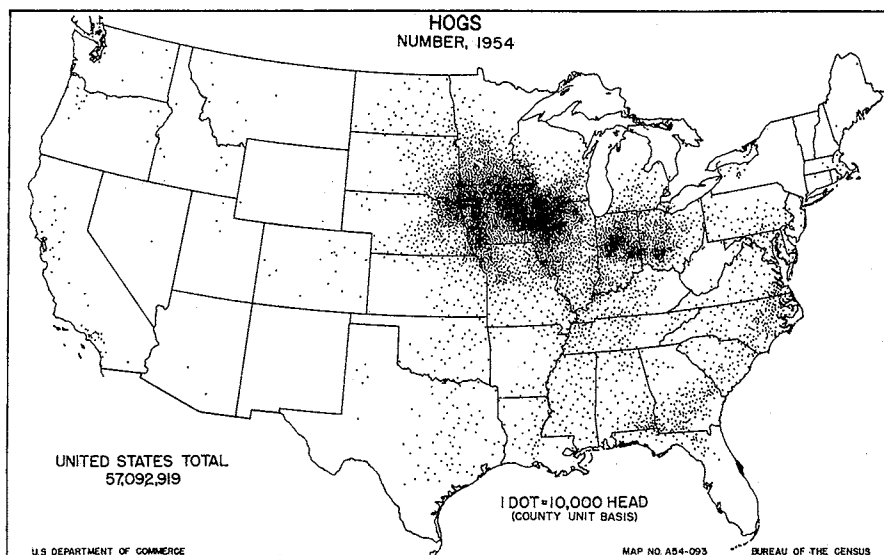 HOGS
NUMBER, 1954
UNITED STATES TOTAL
57,092,919
1 DOT=10,000 HEAD
(COUNTY UNIT BASIS)
U.S DEPARTMENT OF COMMERCE
MAP NO. A54-093
BUREAU OF THE CENSUS